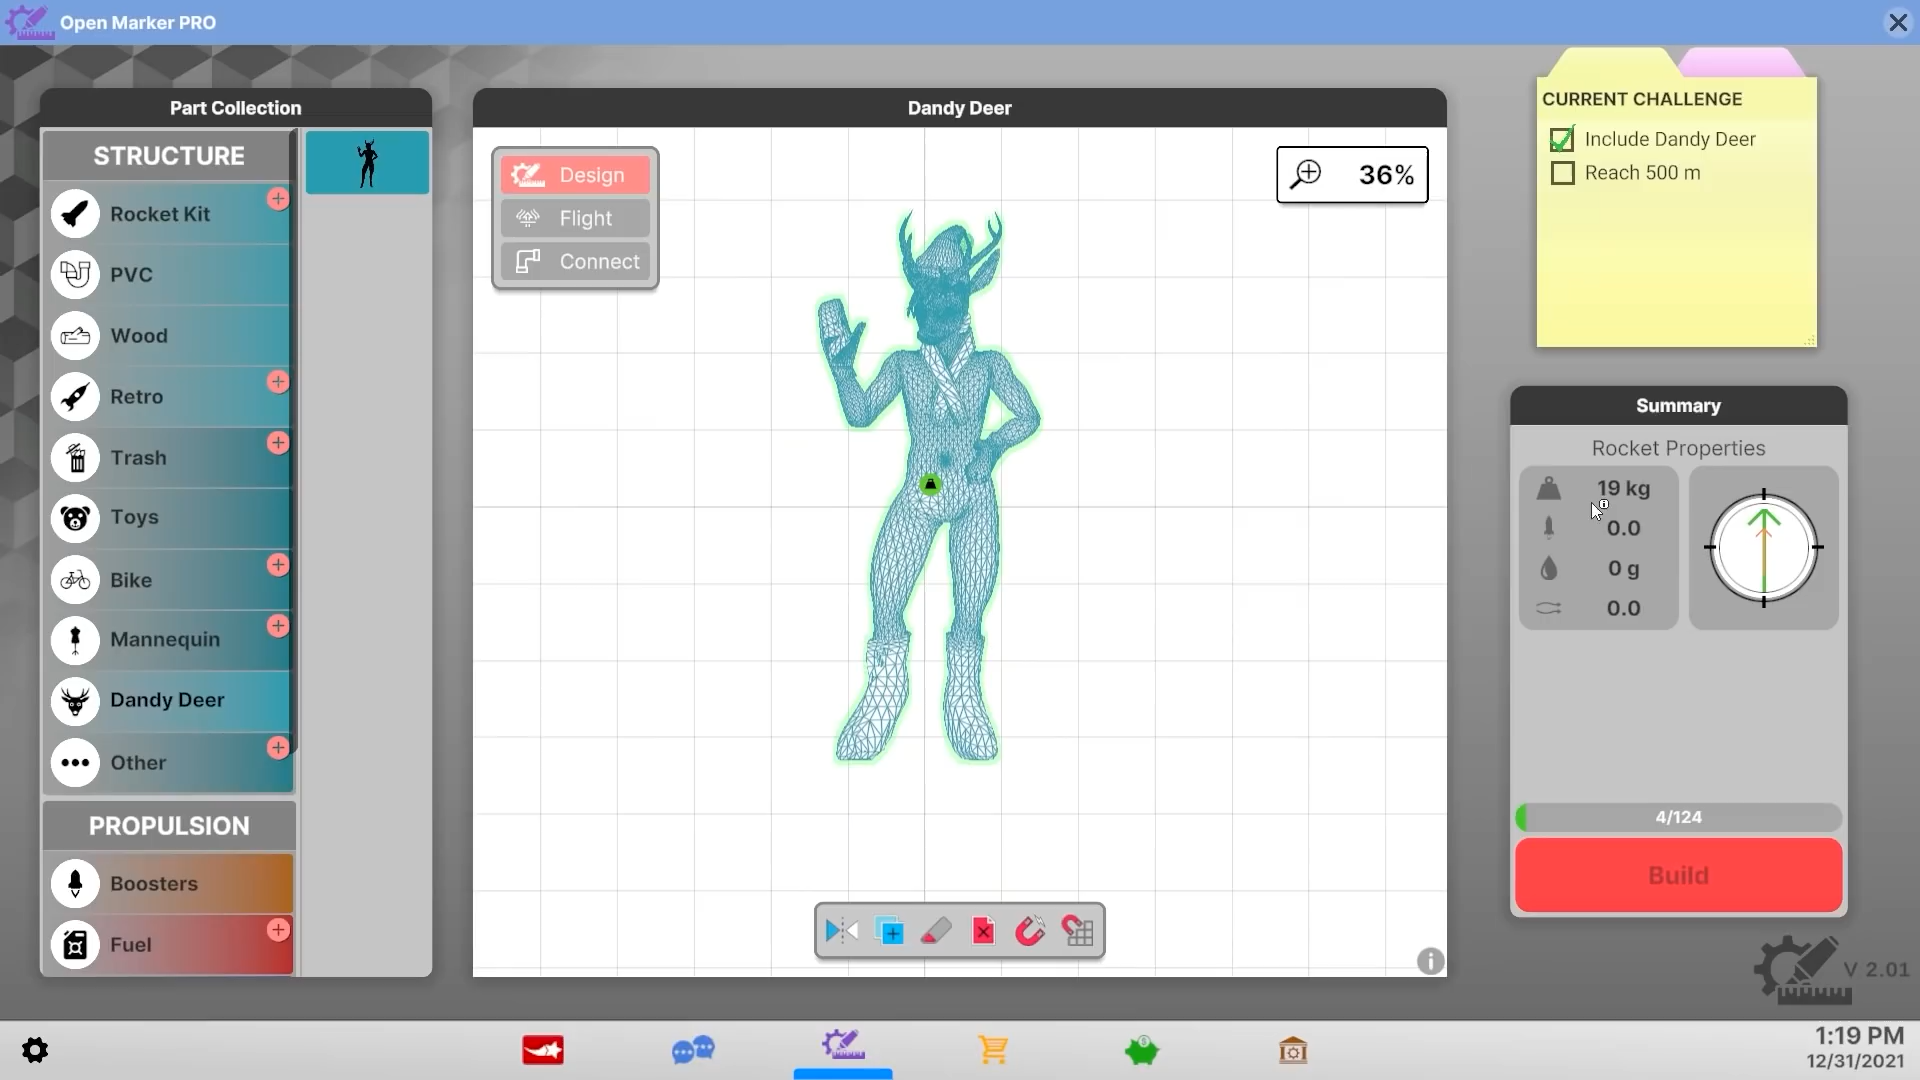 Open Marker PRO
Part Collection
STRUCTURE
Rocket Kit
PVC
Wood
Retro
Trash
Toys
Bike
Mannequin
Dandy Deer
Other
PROPULSION
Boosters
Fuel
Dandy Deer
Design
Flight
Connect
36%
CURRENT CHALLENGE
Include Dandy Deer
Reach 500 m
Summary
Rocket Properties
19 kg
0.0
0 g
0.0
4/124
Build
V 2.01
1:19 PM
12/31/2021